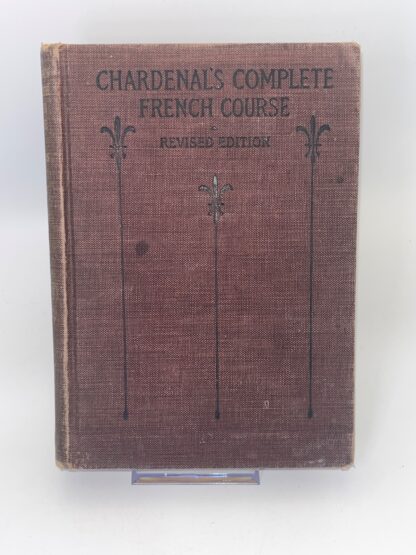 CHARDENAL'S COMPLETE
FRENCH COURSE
REVISED EDITION